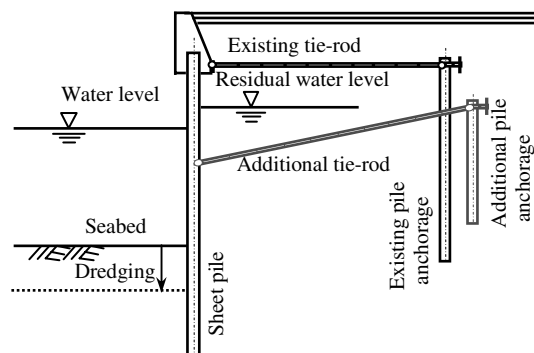 Existing tie-rod
Residual water level
Water level
Additional tie-rod
Seabed
Dredging
Sheet pile
Existing pile
anchorage
Additional pile
anchorage